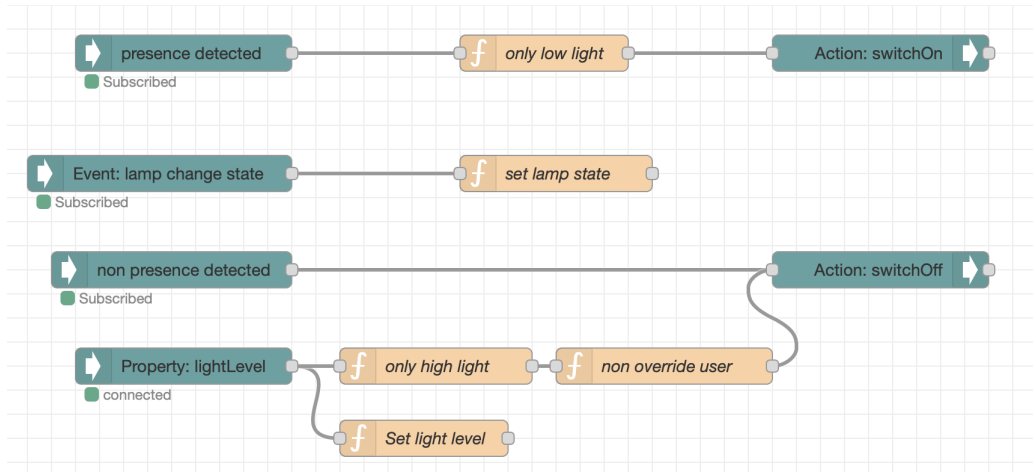 presence detected
only low light
Action: switchOn
Subscribed
Event: lamp change state
set lamp state
Subscribed
non presence detected
Action: switchOff
Subscribed
Property: lightLevel
only high light
non override user
connected
Set light level